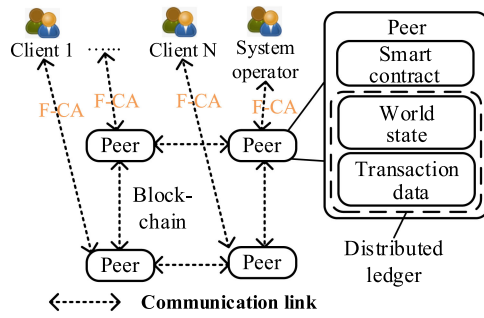 Client 1
......
Client N
System
operator
F-CA
F-CA
F-CA
F-CA
Peer
Peer
Block-
chain
Peer
Peer
Communication link
Peer
Smart
contract
World
state
Transaction
data
Distributed
ledger